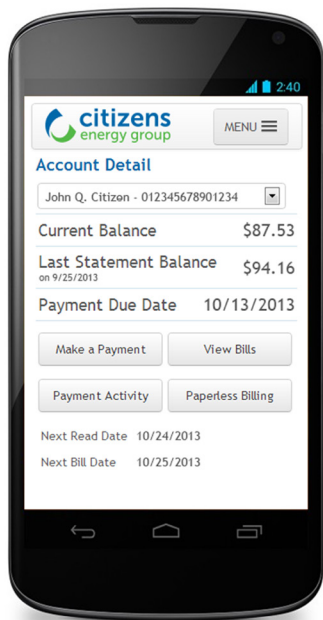 2:40
citizens
energy group
MENU
Account Detail
John Q. Citizen - 012345678901234
Current Balance $87.53
Last Statement Balance $94.16
on 9/25/2013
Payment Due Date 10/13/2013
Make a Payment View Bills
Payment Activity Paperless Billing
Next Read Date 10/24/2013
Next Bill Date 10/25/2013